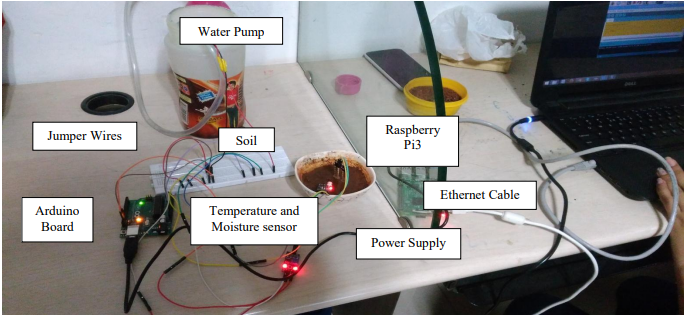 Water Pump
Jumper Wires
Soil
Raspberry
Pi3
Ethernet Cable
Arduino
Board
Temperature and
Moisture sensor
Power Supply